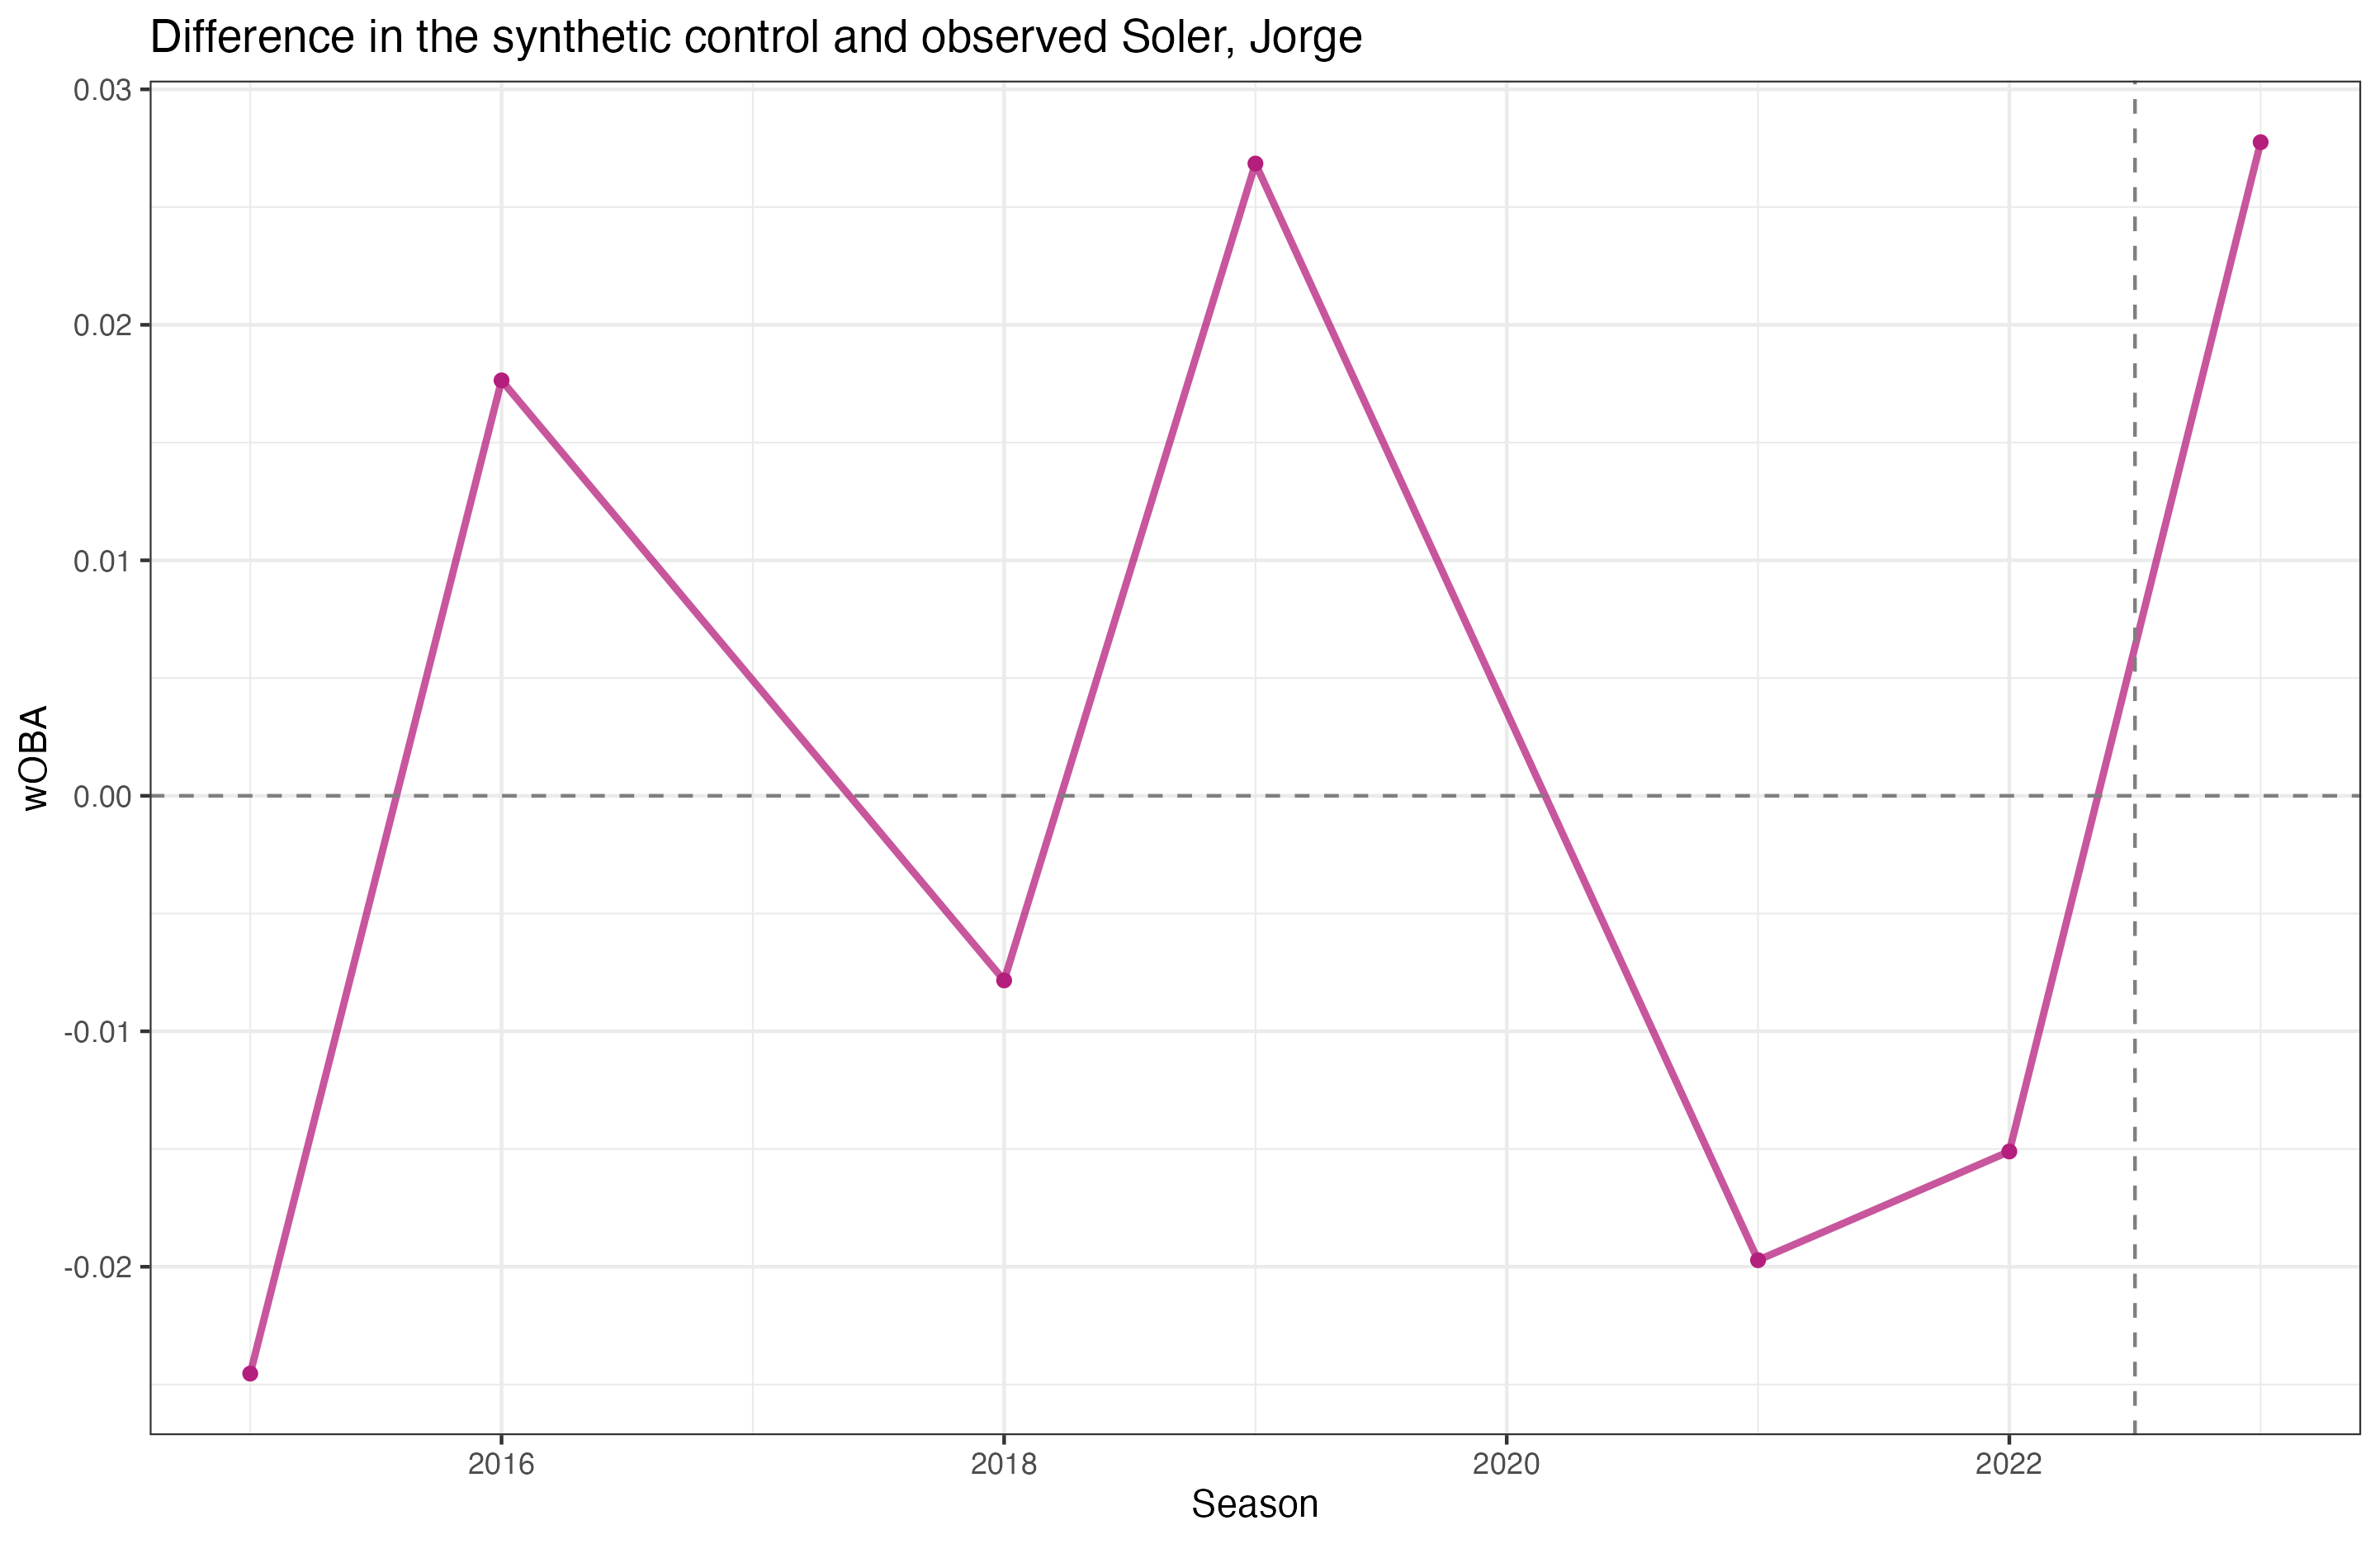 Difference in the synthetic control and observed Soler, Jorge
0.03
0.02
0.01
0.00
-0.01
-0.02
wOBA
2016 2018 2020 2022
Season